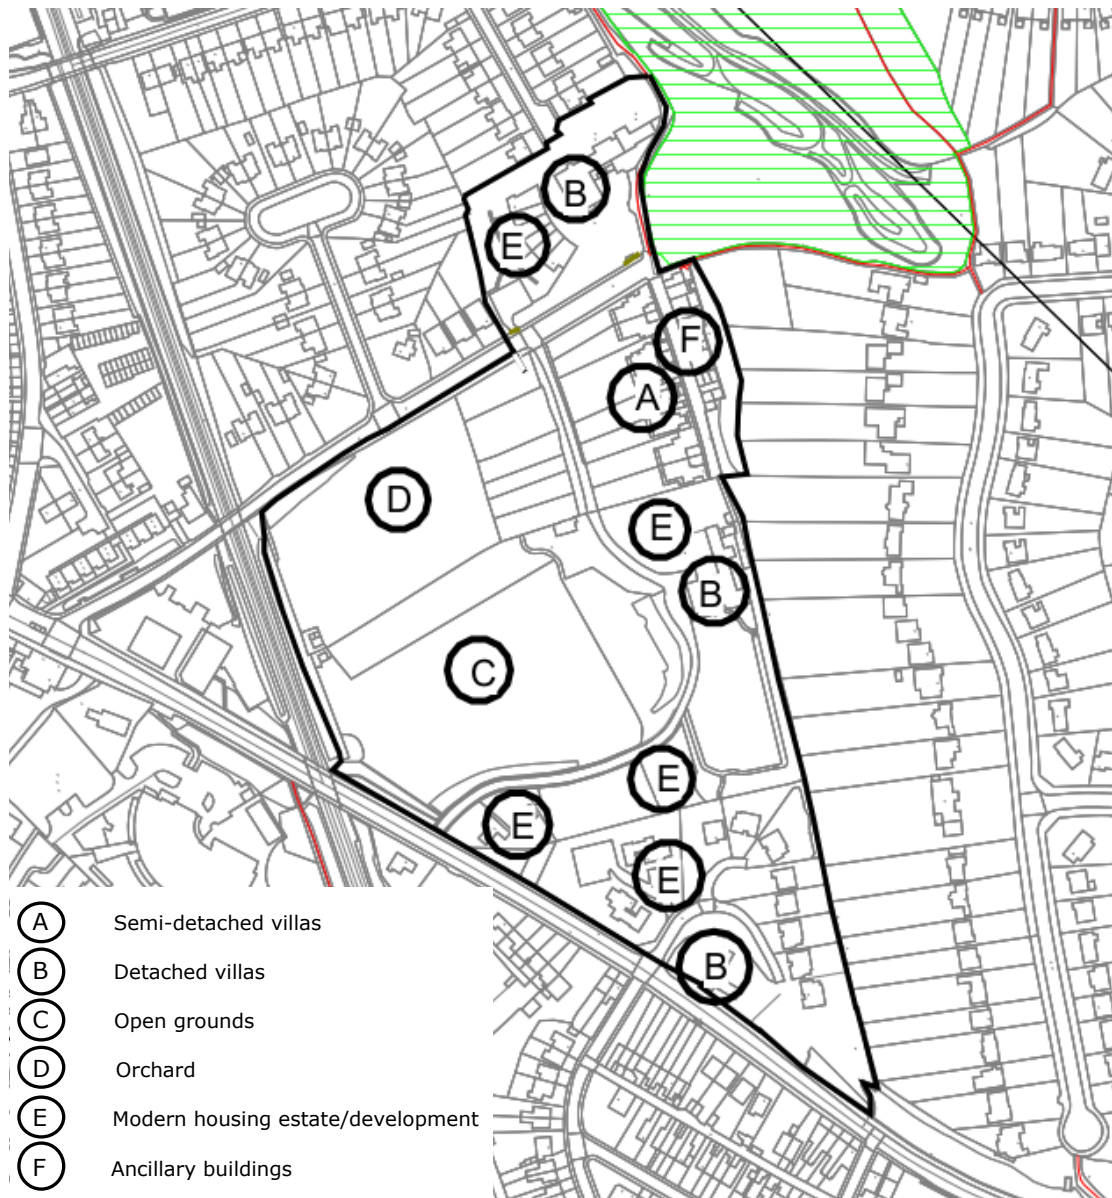 B
E
F
A
D
E
B
C
E
E
E
B
A Semi-detached villas
B Detached villas
C Open grounds
D Orchard
E Modern housing estate/development
F Ancillary buildings